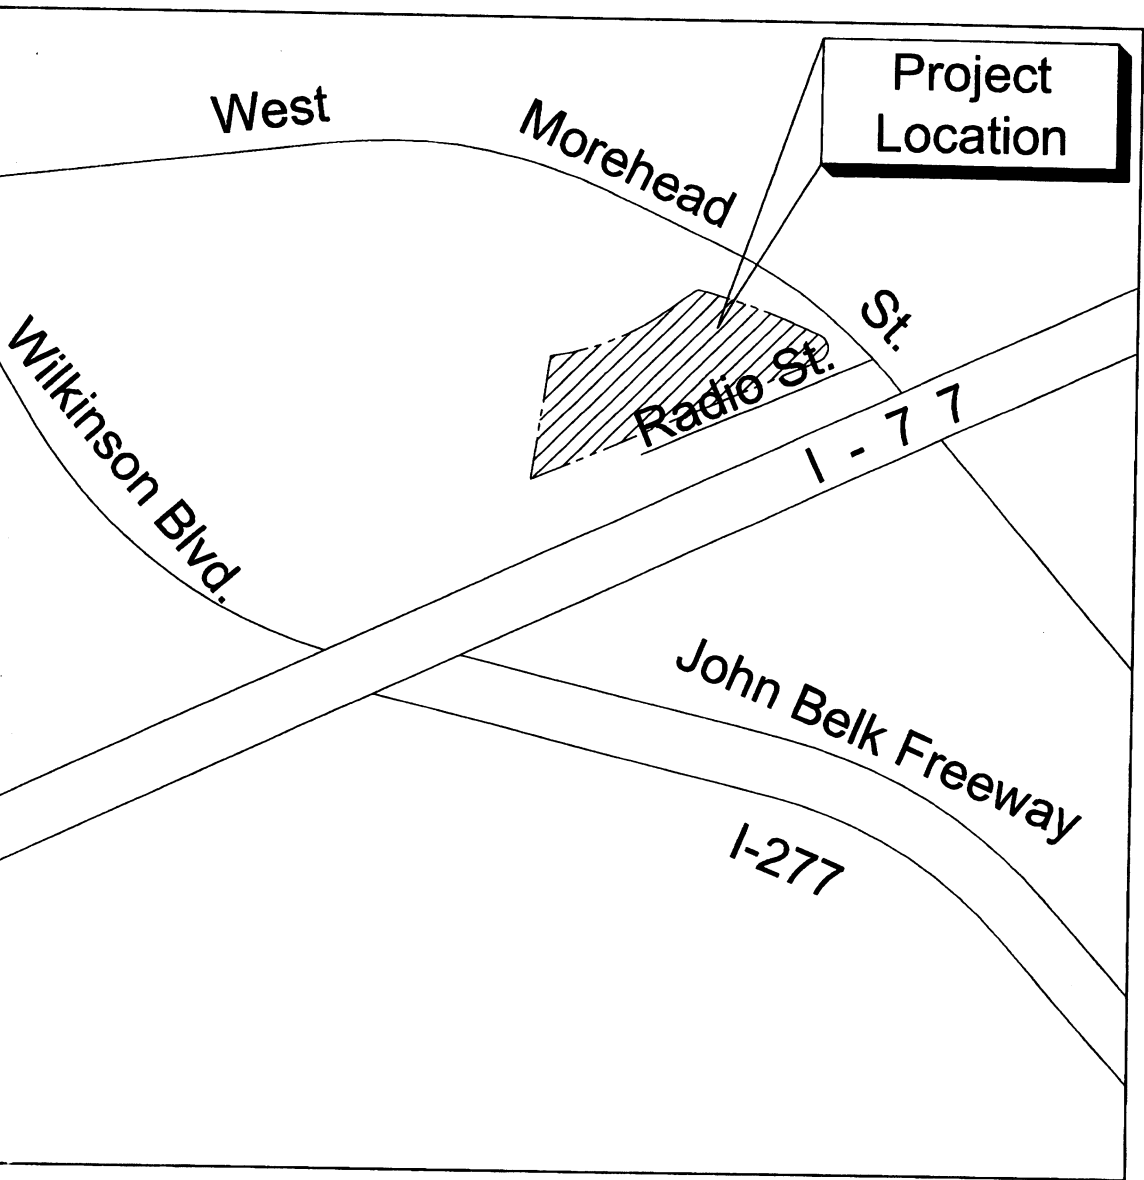 Project
Location
West Morehead St.
Wilkinson Blvd.
Radio St.
I - 7 7
John Belk Freeway
I-277